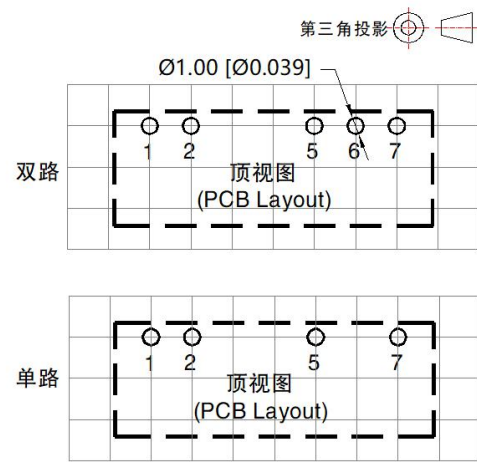 第三角投影
Ø1.00 [Ø0.039]
1 2 5 6 7
双路
顶视图
(PCB Layout)
1 2 5 7
单路
顶视图
(PCB Layout)